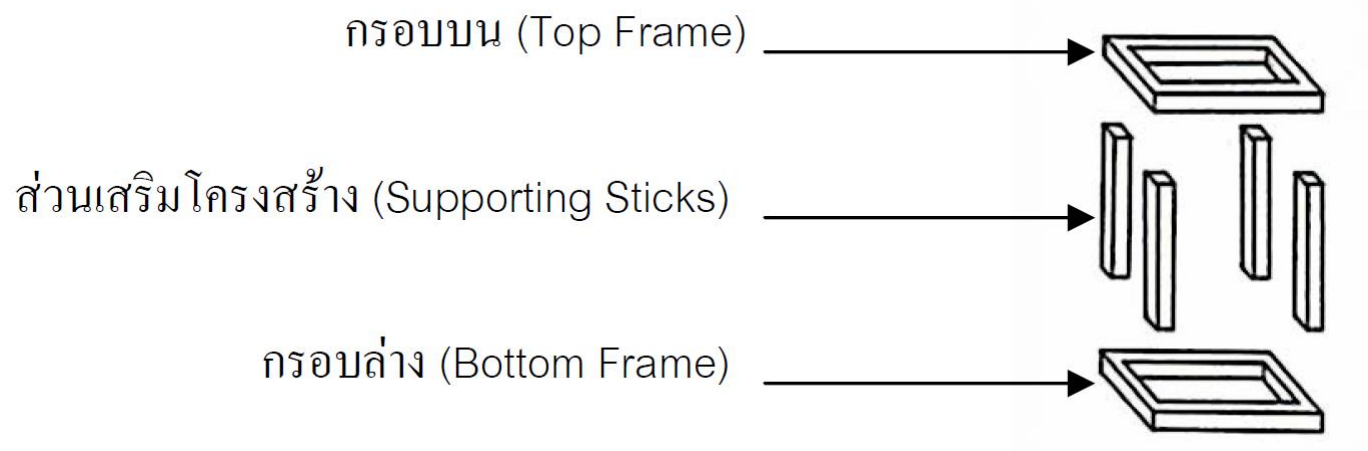 กรอบบน (Top Frame)
ส่วนเสริมโครงสร้าง (Supporting Sticks)
กรอบล่าง (Bottom Frame)